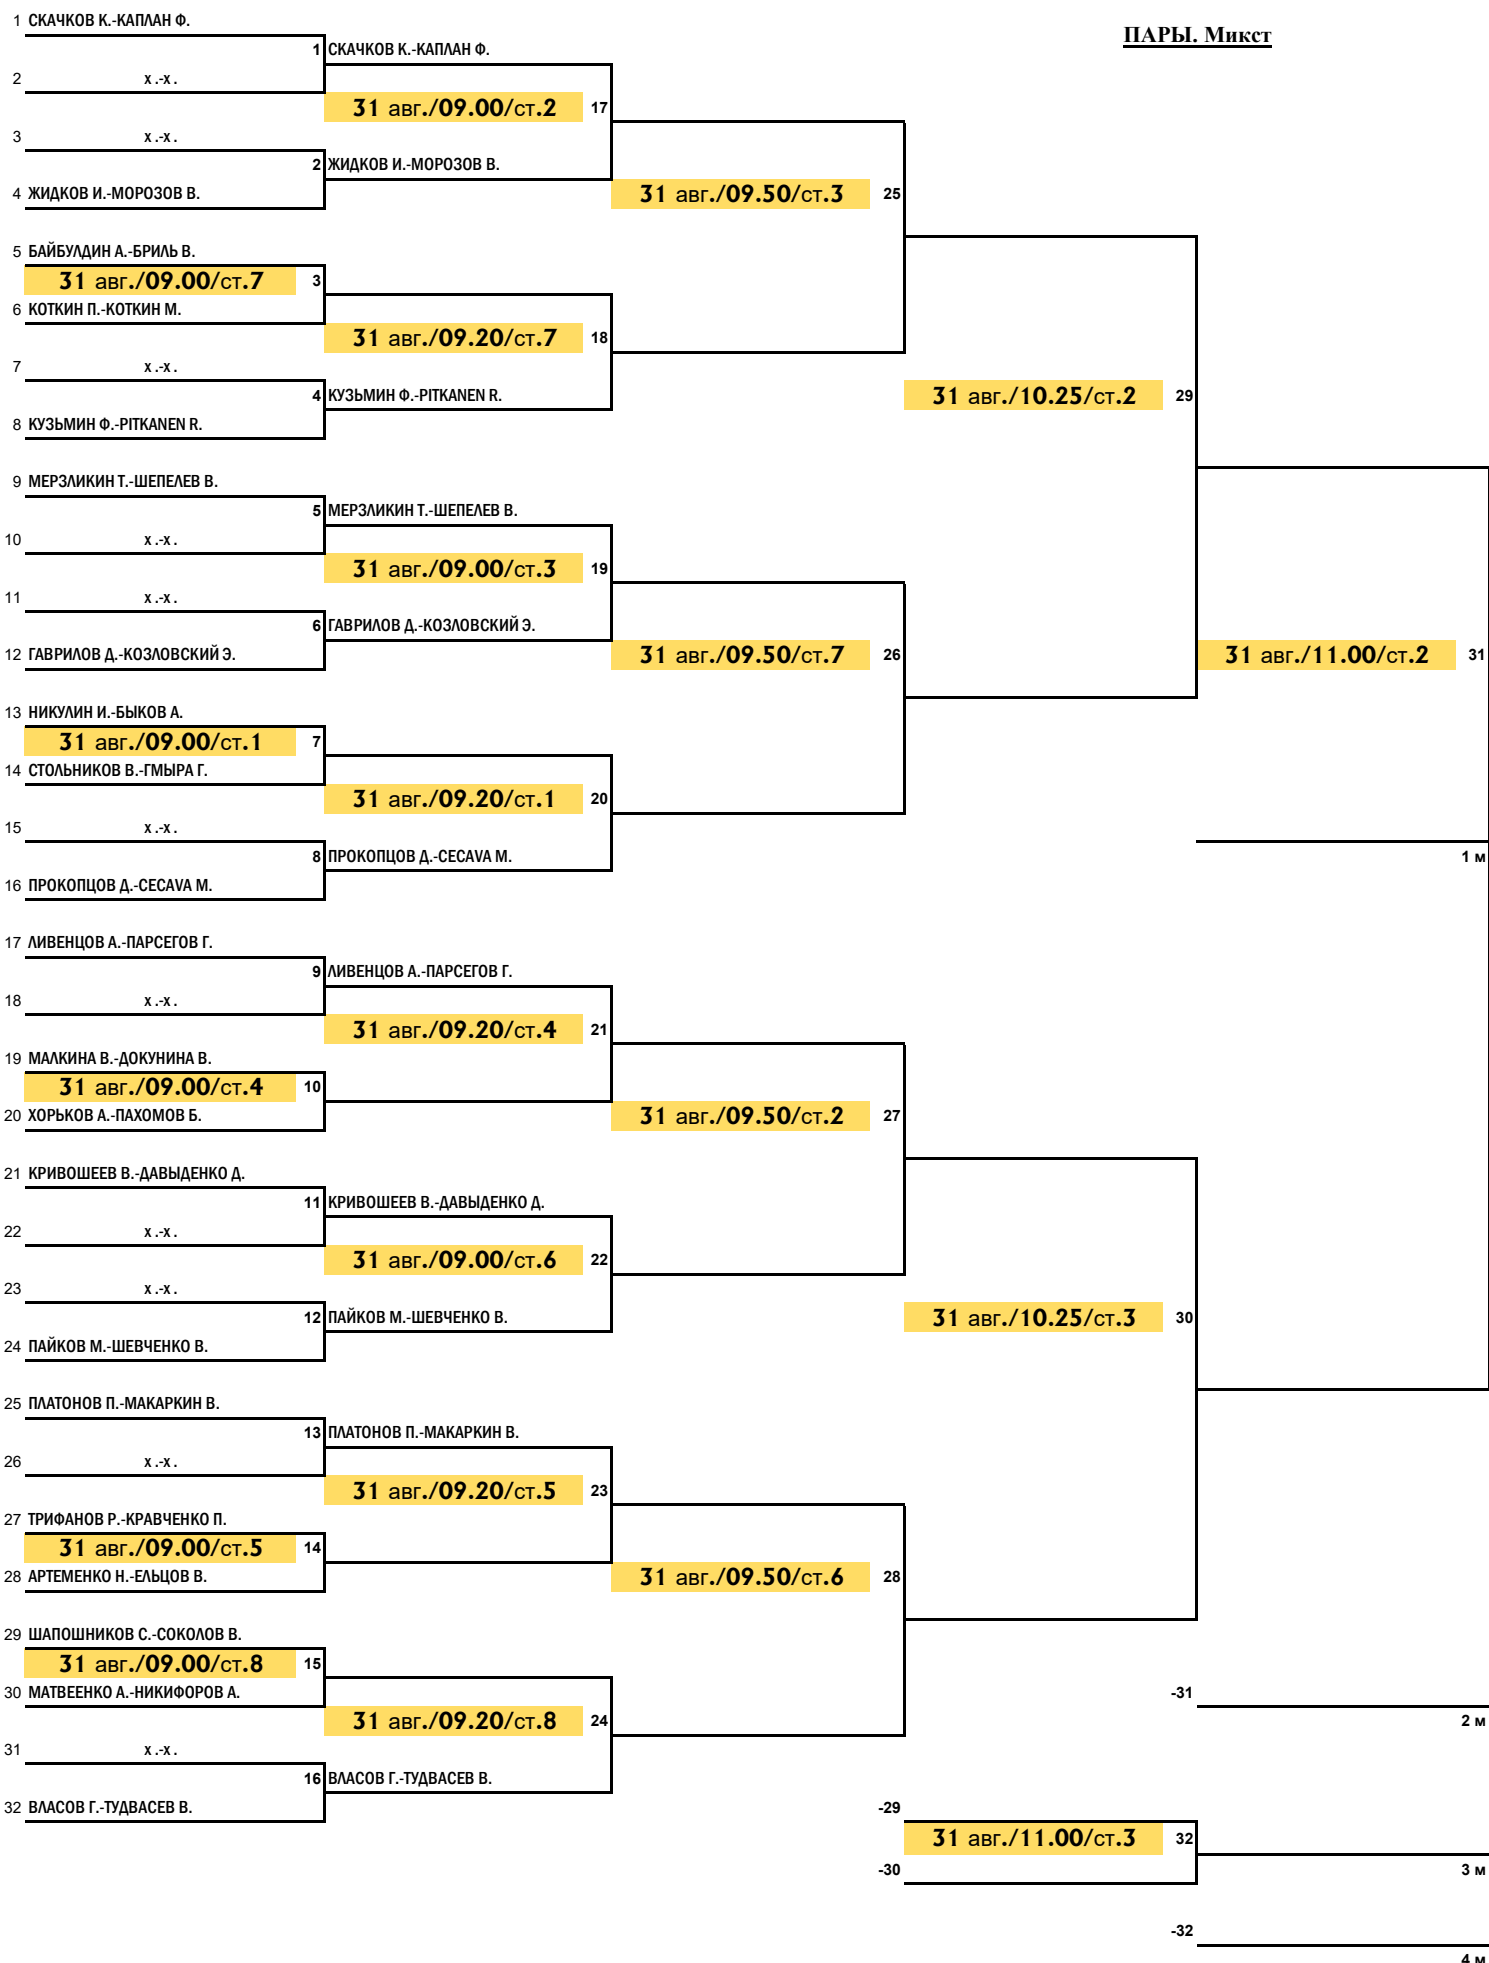 ПАРЫ. Микст
1 СКАЧКОВ К.-КАПЛАН Ф.
1 СКАЧКОВ К.-КАПЛАН Ф.
2 х .-х .
31 авг./09.00/ст.2 17
3 х .-х .
2 ЖИДКОВ И.-МОРОЗОВ В.
4 ЖИДКОВ И.-МОРОЗОВ В.
31 авг./09.50/ст.3 25
5 БАЙБУЛДИН А.-БРИЛЬ В.
31 авг./09.00/ст.7 3
6 КОТКИН П.-КОТКИН М.
31 авг./09.20/ст.7 18
7 х .-х .
4 КУЗЬМИН Ф.-PITKANEN R.
31 авг./10.25/ст.2 29
8 КУЗЬМИН Ф.-PITKANEN R.
9 МЕРЗЛИКИН Т.-ШЕПЕЛЕВ В.
5 МЕРЗЛИКИН Т.-ШЕПЕЛЕВ В.
10 х .-х .
31 авг./09.00/ст.3 19
11 х .-х .
6 ГАВРИЛОВ Д.-КОЗЛОВСКИЙ Э.
12 ГАВРИЛОВ Д.-КОЗЛОВСКИЙ Э.
31 авг./09.50/ст.7 26
31 авг./11.00/ст.2 31
13 НИКУЛИН И.-БЫКОВ А.
31 авг./09.00/ст.1 7
14 СТОЛЬНИКОВ В.-ГМЫРА Г.
31 авг./09.20/ст.1 20
15 х .-х .
8 ПРОКОПЦОВ Д.-CECAVA M.
1 м
16 ПРОКОПЦОВ Д.-CECAVA M.
17 ЛИВЕНЦОВ А.-ПАРСЕГОВ Г.
9 ЛИВЕНЦОВ А.-ПАРСЕГОВ Г.
18 х .-х .
31 авг./09.20/ст.4 21
19 МАЛКИНА В.-ДОКУНИНА В.
31 авг./09.00/ст.4 10
20 ХОРЬКОВ А.-ПАХОМОВ Б.
31 авг./09.50/ст.2 27
21 КРИВОШЕЕВ В.-ДАВЫДЕНКО Д.
11 КРИВОШЕЕВ В.-ДАВЫДЕНКО Д.
22 х .-х .
31 авг./09.00/ст.6 22
23 х .-х .
12 ПАЙКОВ М.-ШЕВЧЕНКО В.
31 авг./10.25/ст.3 30
24 ПАЙКОВ М.-ШЕВЧЕНКО В.
25 ПЛАТОНОВ П.-МАКАРКИН В.
13 ПЛАТОНОВ П.-МАКАРКИН В.
26 х .-х .
31 авг./09.20/ст.5 23
27 ТРИФАНОВ Р.-КРАВЧЕНКО П.
31 авг./09.00/ст.5 14
28 АРТЕМЕНКО Н.-ЕЛЬЦОВ В.
31 авг./09.50/ст.6 28
29 ШАПОШНИКОВ С.-СОКОЛОВ В.
31 авг./09.00/ст.8 15
30 МАТВЕЕНКО А.-НИКИФОРОВ А.
-31
31 авг./09.20/ст.8 24
2 м
31 х .-х .
16 ВЛАСОВ Г.-ТУДВАСЕВ В.
32 ВЛАСОВ Г.-ТУДВАСЕВ В.
-29
31 авг./11.00/ст.3 32
-30
3 м
-32
4 м